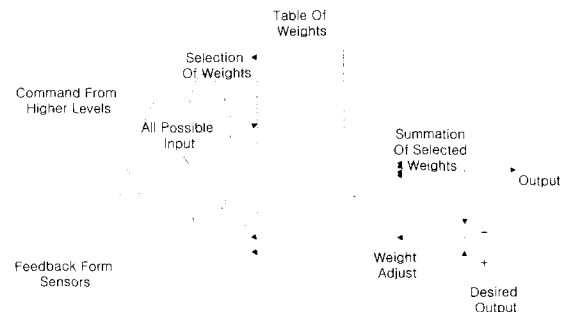 Table Of
Weights
Selection
Of Weights
Command From
Higher Levels
All Possible
Input
Summation
Of Selected
Weights
Output
−
+
Weight
Adjust
Feedback Form
Sensors
Desired
Output